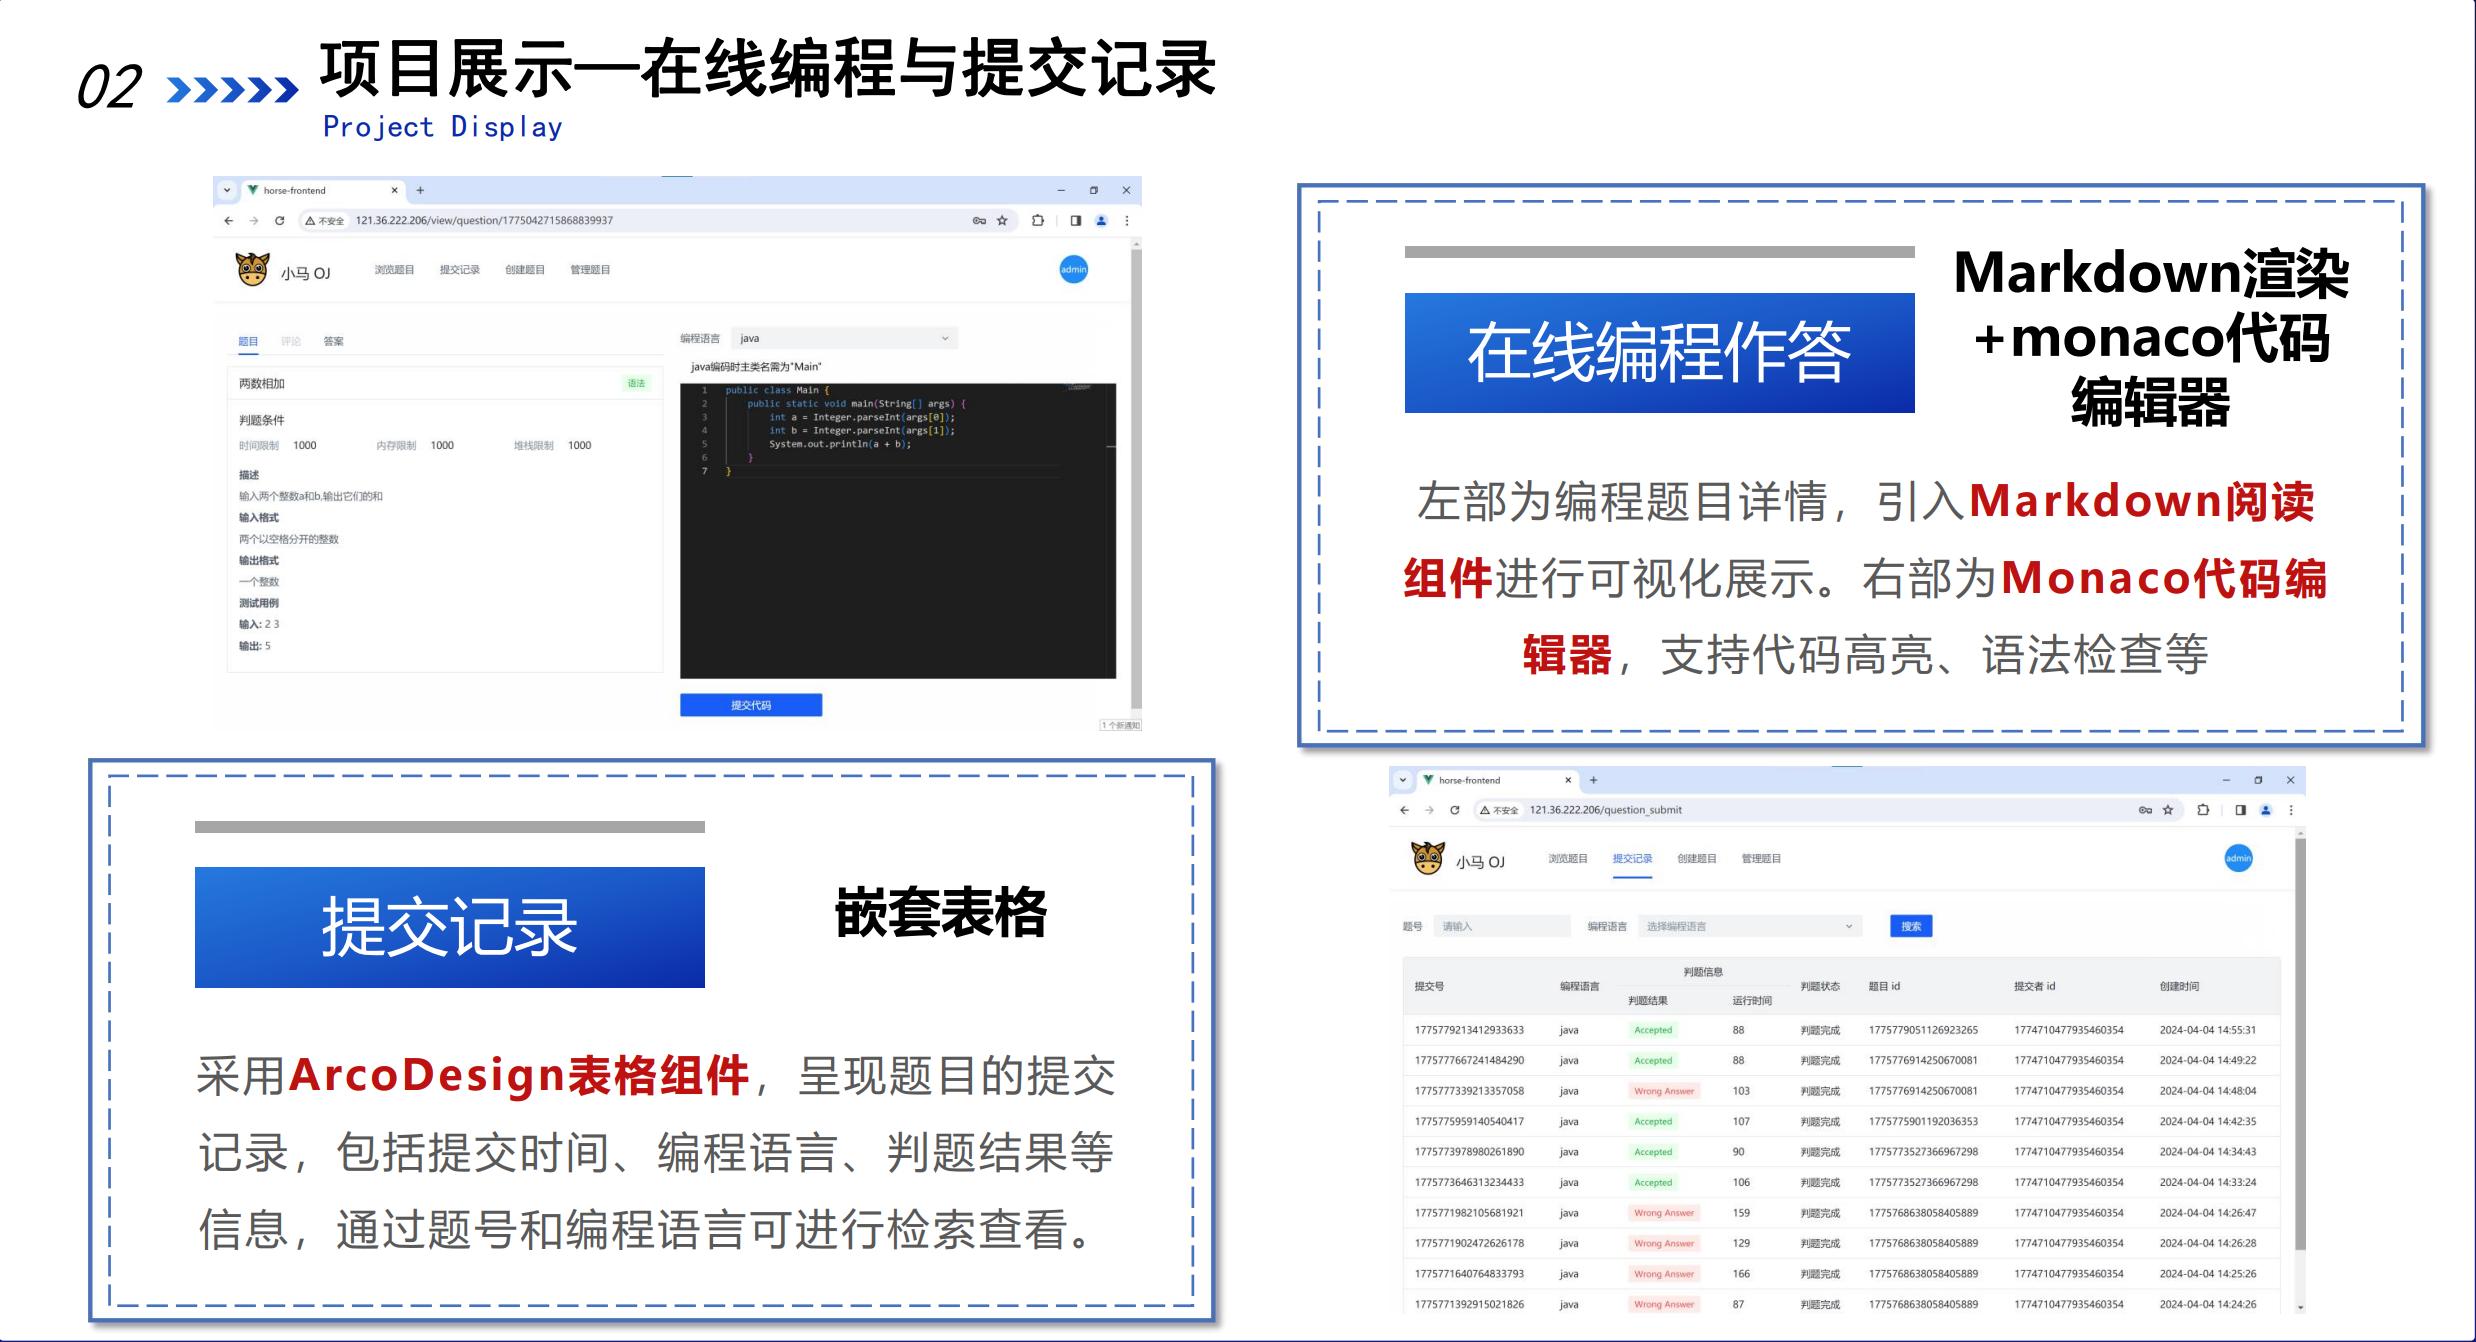 02
项目展示—在线编程与提交记录
Project Display
horse-frontend
不安全 121.36.222.206/view/question/1775042715868839937
小马 OJ 浏览题目 提交记录 创建题目 管理题目 admin
题目 评论 答案
两数相加 语法
判题条件
时间限制 1000 内存限制 1000 堆栈限制 1000
描述
输入两个整数a和b,输出它们的和
输入格式
两个以空格分开的整数
输出格式
一个整数
测试用例
输入: 2 3
输出: 5
编程语言 java
java编码时主类名需为"Main"
1 public class Main {
2 public static void main(String[] args) {
3 int a = Integer.parseInt(args[0]);
4 int b = Integer.parseInt(args[1]);
5 System.out.println(a + b);
6 }
7 }
提交代码
1 个新通知
在线编程作答
Markdown渲染
+monaco代码
编辑器
左部为编程题目详情，引入Markdown阅读
组件进行可视化展示。右部为Monaco代码编
辑器，支持代码高亮、语法检查等
提交记录
嵌套表格
采用ArcoDesign表格组件，呈现题目的提交
记录，包括提交时间、编程语言、判题结果等
信息，通过题号和编程语言可进行检索查看。
horse-frontend
不安全 121.36.222.206/question_submit
小马 OJ 浏览题目 提交记录 创建题目 管理题目 admin
题号 请输入 编程语言 选择编程语言 搜索
判题信息
提交号 编程语言 判题状态 题目 id 提交者 id 创建时间
判题结果 运行时间
1775779213412933633 java Accepted 88 判题完成 1775779051126923265 1774710477935460354 2024-04-04 14:55:31
1775777667241484290 java Accepted 88 判题完成 1775776914250670081 1774710477935460354 2024-04-04 14:49:22
1775777339213357058 java Wrong Answer 103 判题完成 1775776914250670081 1774710477935460354 2024-04-04 14:48:04
1775775959140540417 java Accepted 107 判题完成 1775775901192036353 1774710477935460354 2024-04-04 14:42:35
1775773978980261890 java Accepted 90 判题完成 1775773527366967298 1774710477935460354 2024-04-04 14:34:43
1775773646313234433 java Accepted 106 判题完成 1775773527366967298 1774710477935460354 2024-04-04 14:33:24
1775771982105681921 java Wrong Answer 159 判题完成 1775768638058405889 1774710477935460354 2024-04-04 14:26:47
1775771902472626178 java Wrong Answer 129 判题完成 1775768638058405889 1774710477935460354 2024-04-04 14:26:28
1775771640764833793 java Wrong Answer 166 判题完成 1775768638058405889 1774710477935460354 2024-04-04 14:25:26
1775771392915021826 java Wrong Answer 87 判题完成 1775768638058405889 1774710477935460354 2024-04-04 14:24:26